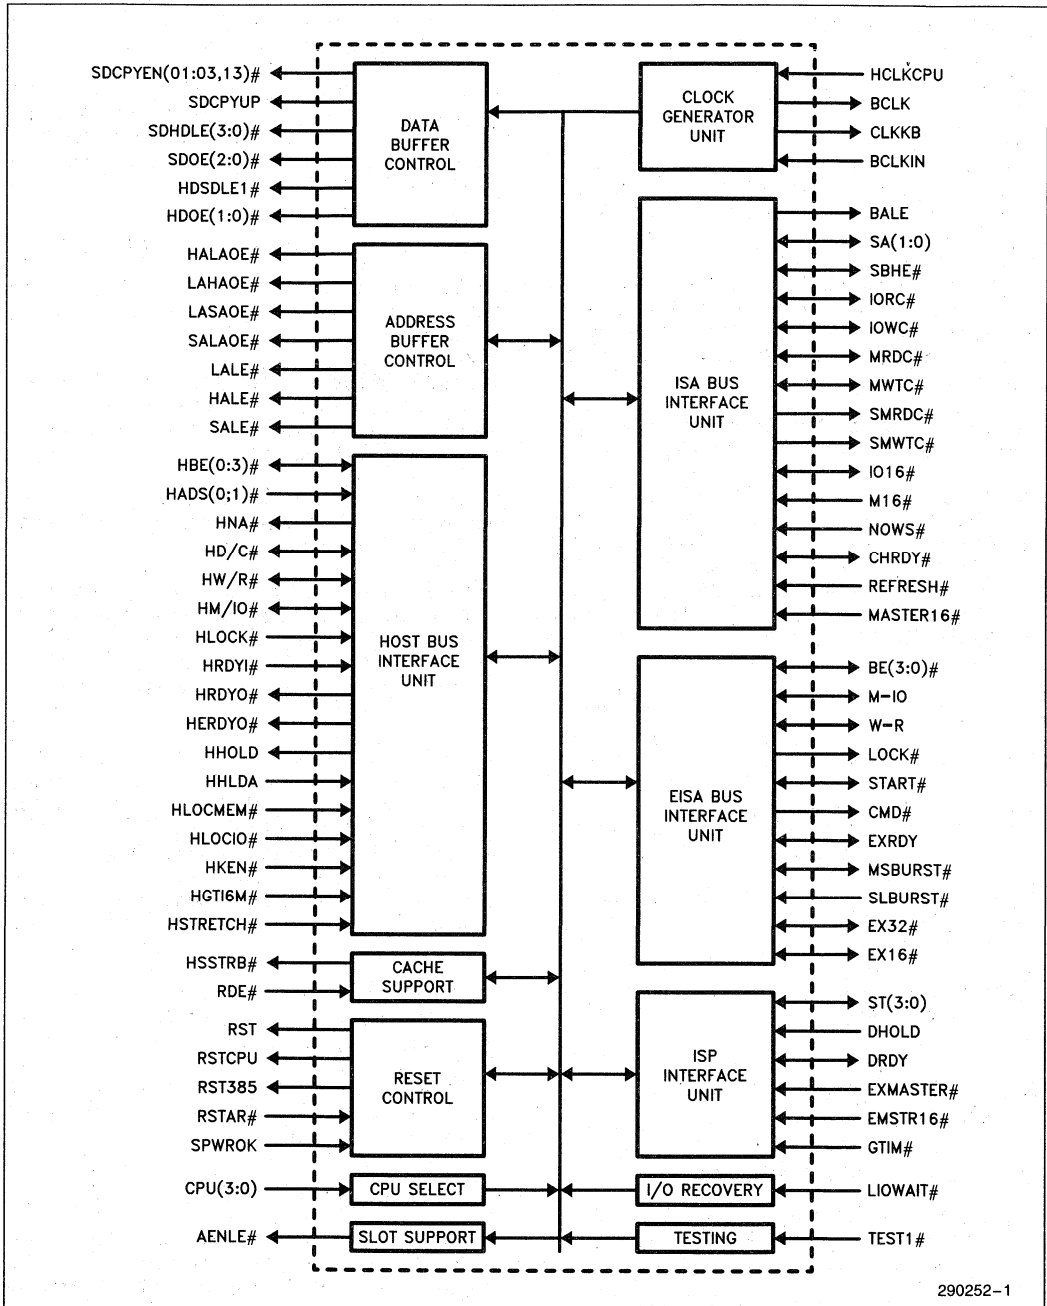 SDCPYEN(01:03,13)#
SDCPYUP
SDHDLE(3:0)#
SDOE(2:0)#
HDSDLE1#
HDOE(1:0)#
DATA
BUFFER
CONTROL
HALAOE#
LAHAOE#
LASAOE#
SALAOE#
LALE#
HALE#
SALE#
ADDRESS
BUFFER
CONTROL
HBE(0:3)#
HADS(0;1)#
HNA#
HD/C#
HW/R#
HM/IO#
HLOCK#
HRDYI#
HRDYO#
HERDYO#
HHOLD
HHLDA
HLOCMEM#
HLOCIO#
HKEN#
HGTI6M#
HSTRETCH#
HOST BUS
INTERFACE
UNIT
HSSTRB#
RDE#
CACHE
SUPPORT
RST
RSTCPU
RST385
RSTAR#
SPWROK
RESET
CONTROL
CPU(3:0)
CPU SELECT
AENLE#
SLOT SUPPORT
CLOCK
GENERATOR
UNIT
HCLKCPU
BCLK
CLKKB
BCLKIN
ISA BUS
INTERFACE
UNIT
BALE
SA(1:0)
SBHE#
IORC#
IOWC#
MRDC#
MWTC#
SMRDC#
SMWTC#
IO16#
M16#
NOWS#
CHRDY#
REFRESH#
MASTER16#
EISA BUS
INTERFACE
UNIT
BE(3:0)#
M-IO
W-R
LOCK#
START#
CMD#
EXRDY
MSBURST#
SLBURST#
EX32#
EX16#
ISP
INTERFACE
UNIT
ST(3:0)
DHOLD
DRDY
EXMASTER#
EMSTR16#
GTIM#
I/O RECOVERY
LIOWAIT#
TESTING
TEST1#
290252-1